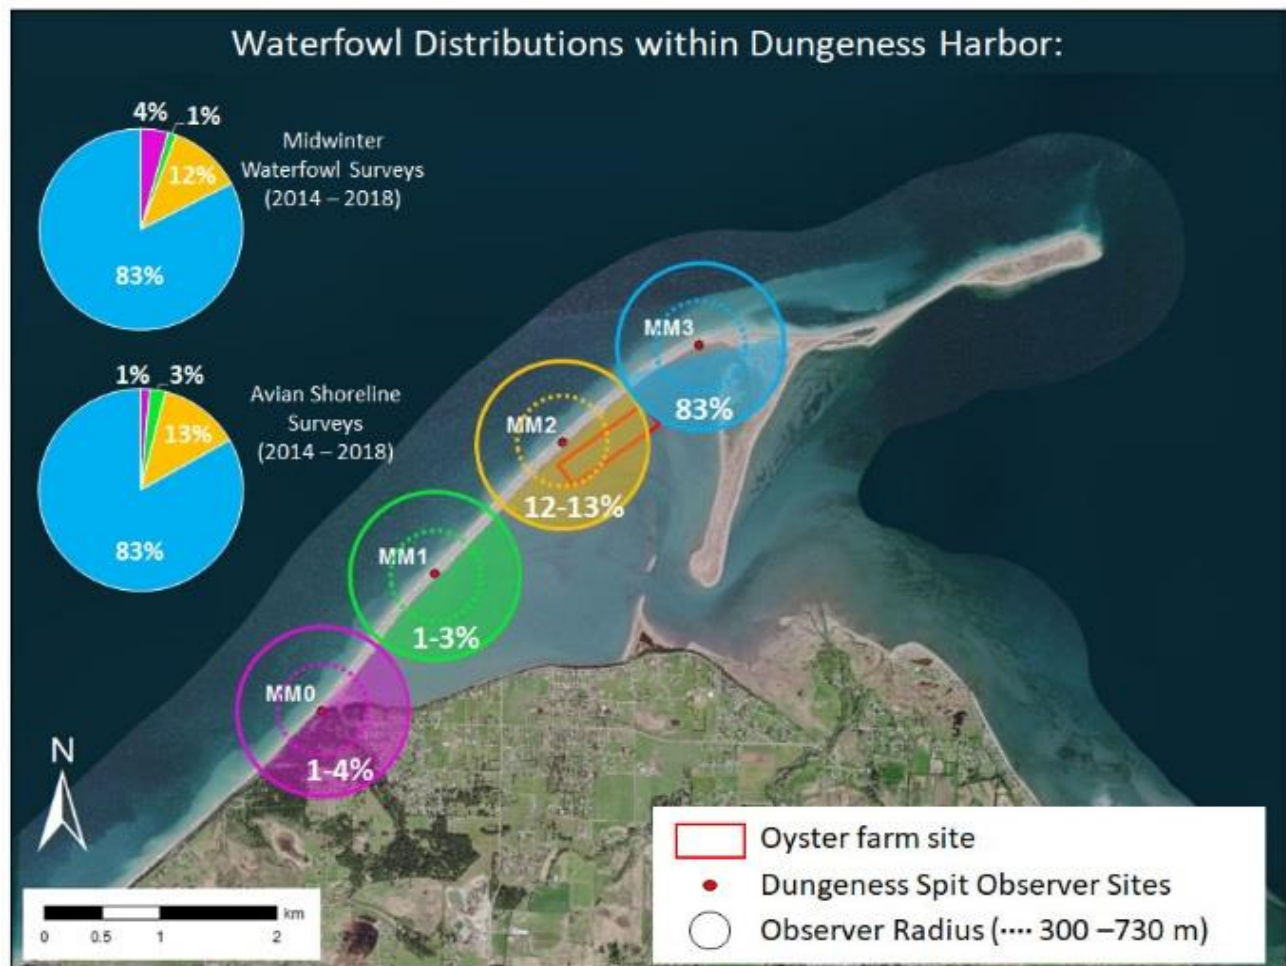 Waterfowl Distributions within Dungeness Harbor:
4%
1%
12%
83%
Midwinter
Waterfowl Surveys
(2014 – 2018)
1%
3%
13%
83%
Avian Shoreline
Surveys
(2014 – 2018)
MM3
83%
MM2
12-13%
MM1
1-3%
MM0
1-4%
N
km
0 0.5 1 2
Oyster farm site
Dungeness Spit Observer Sites
Observer Radius (···· 300 –730 m)